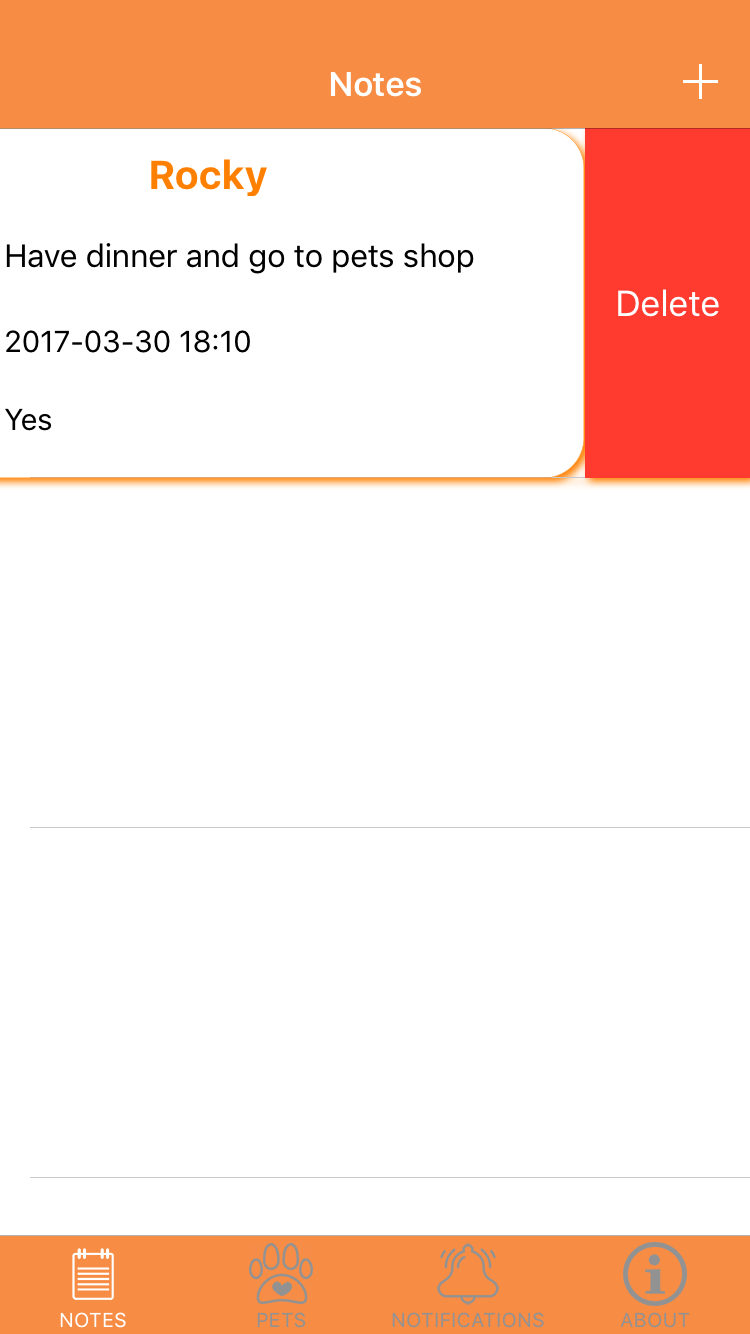 Notes
Rocky
Have dinner and go to pets shop
2017-03-30 18:10
Yes
Delete
NOTES
PETS
NOTIFICATIONS
ABOUT